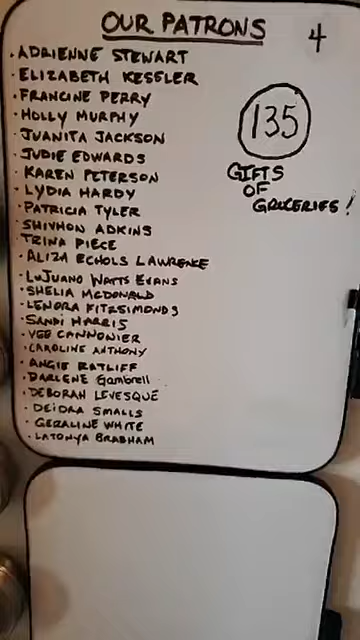 OUR PATRONS
4
• ADRIENNE STEWART
• ELIZABETH KESSLER
• FRANCINE PERRY
• HOLLY MURPHY
• JUANITA JACKSON
• JUDIE EDWARDS
• KAREN PETERSON
• LYDIA HARDY
• PATRICIA TYLER
• SHIVHON ADKINS
• TRINA PIECE
• ALIZA ECHOLS LAWRENCE
• LuJUANO WATTS EVANS
• SHELIA McDONALD
• LENORA FITZSIMONDS
• SANDI HARRIS
• VEE CANNONIER
• CAROLINE ANTHONY
• ANGIE RATLIFF
• DARLENE Gambrell
• DEBORAH LEVESQUE
• DEIDRA SMALLS
• GERALINE WHITE
• LATONYA BRABHAM
135
GIFTS
OF
GROCERIES!